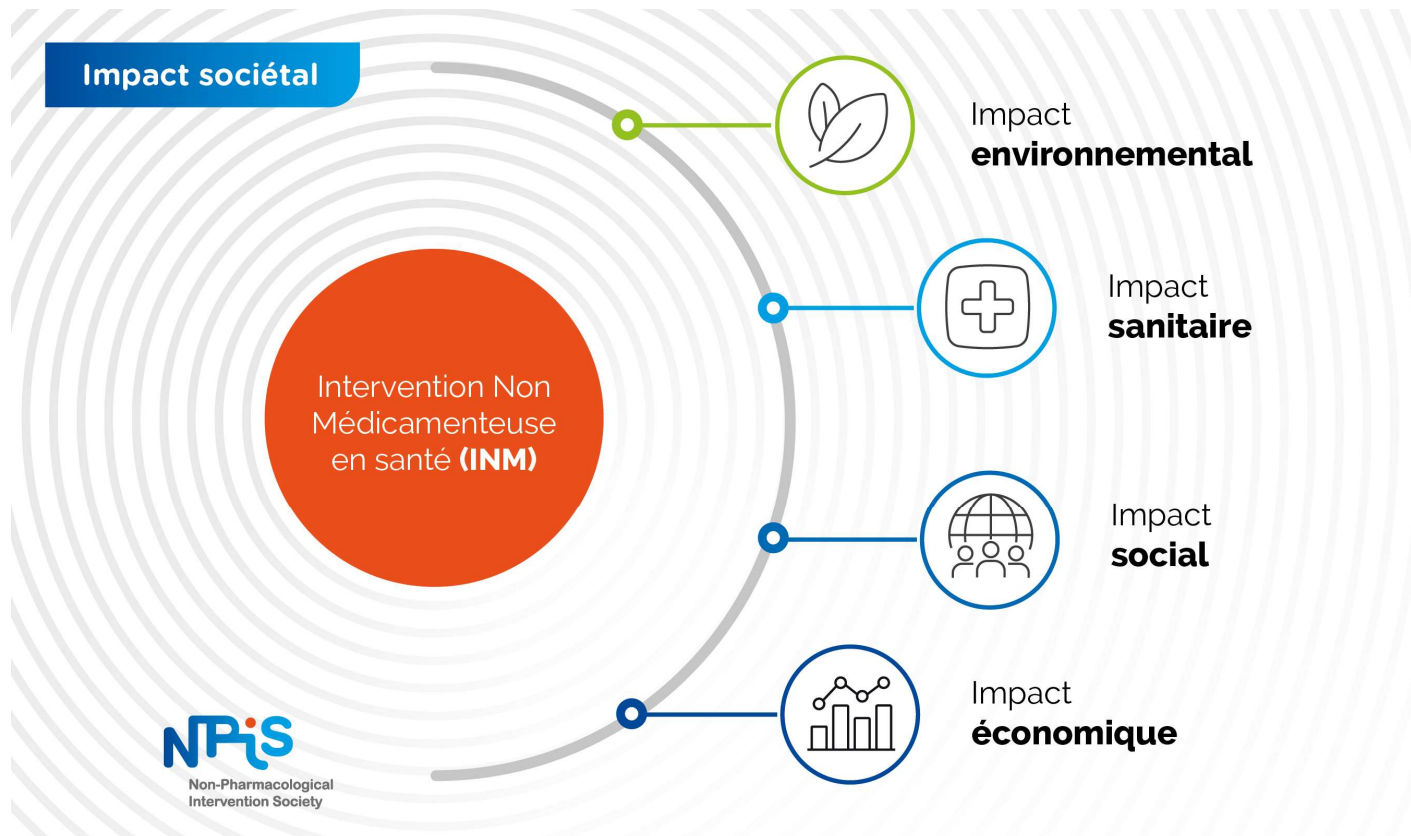 Impact sociétal
Impact
environnemental
Impact
sanitaire
Intervention Non
Médicamenteuse
en santé (INM)
Impact
social
Impact
économique
NPiS
Non-Pharmacological
Intervention Society